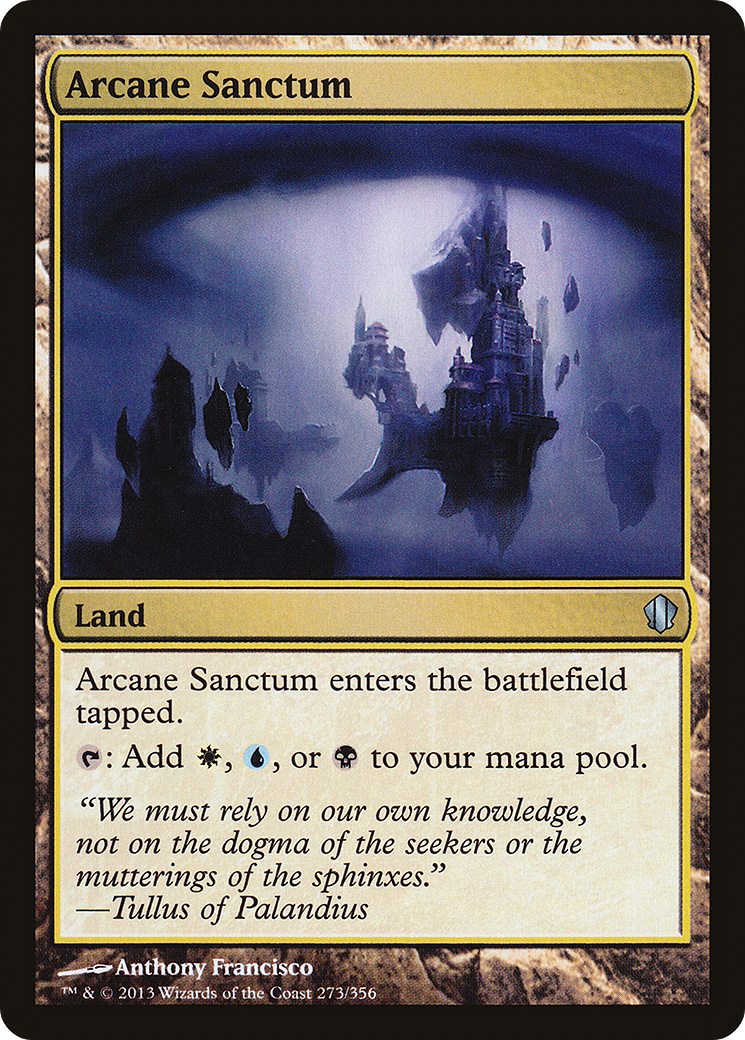 Arcane Sanctum
Land
Arcane Sanctum enters the battlefield
tapped.
: Add , , or to your mana pool.
“We must rely on our own knowledge,
not on the dogma of the seekers or the
mutterings of the sphinxes.”
—Tullus of Palandius
Anthony Francisco
™ & © 2013 Wizards of the Coast 273/356